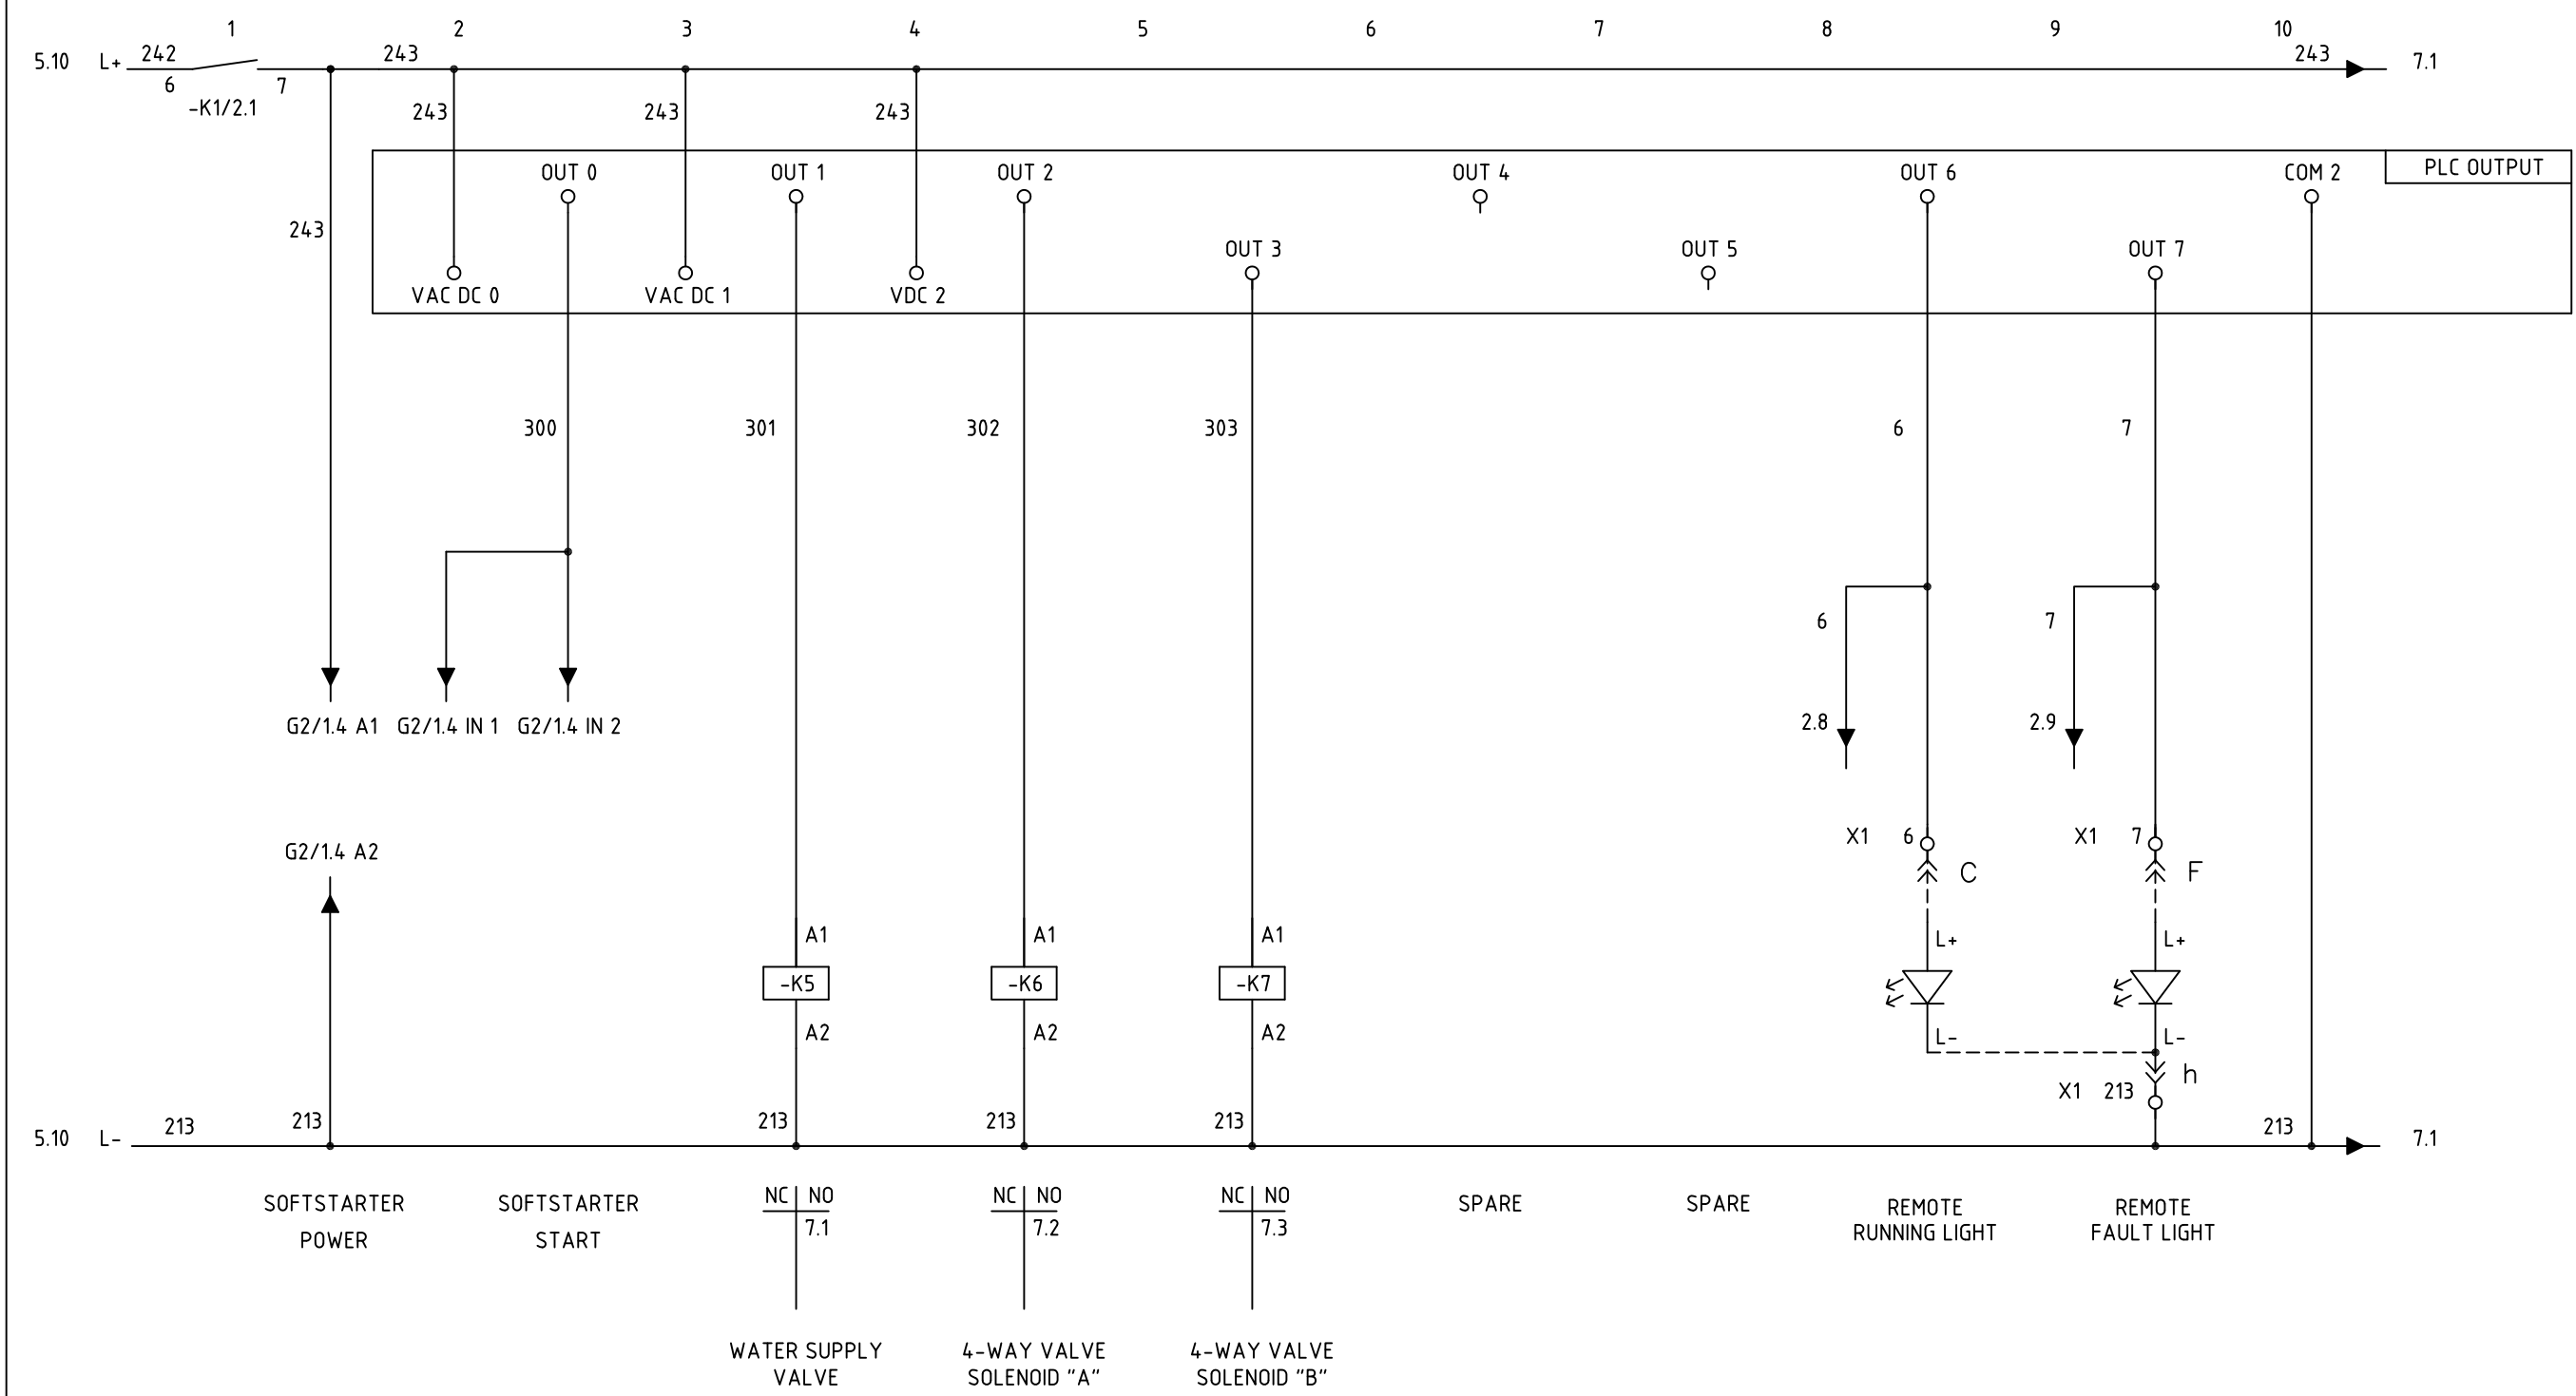 1 2 3 4 5 6 7 8 9 10
5.10 L+ 242 243 243 7.1
6 7
-K1/2.1
243 243 243
PLC OUTPUT
OUT 0 OUT 1 OUT 2 OUT 4 OUT 6 COM 2
243
OUT 3 OUT 5 OUT 7
VAC DC 0 VAC DC 1 VDC 2
300 301 302 303 6 7
6 7
2.8 2.9
G2/1.4 A1 G2/1.4 IN 1 G2/1.4 IN 2
X1 6 X1 7
G2/1.4 A2
C F
A1 A1 A1 L+ L+
-K5 -K6 -K7
A2 A2 A2 L- L-
h
X1 213
5.10 L- 213 213 213 213 213 213 7.1
NC NO NC NO NC NO
SOFTSTARTER SOFTSTARTER SPARE SPARE REMOTE REMOTE
7.1 7.2 7.3
POWER START RUNNING LIGHT FAULT LIGHT
WATER SUPPLY 4-WAY VALVE 4-WAY VALVE
VALVE SOLENOID "A" SOLENOID "B"